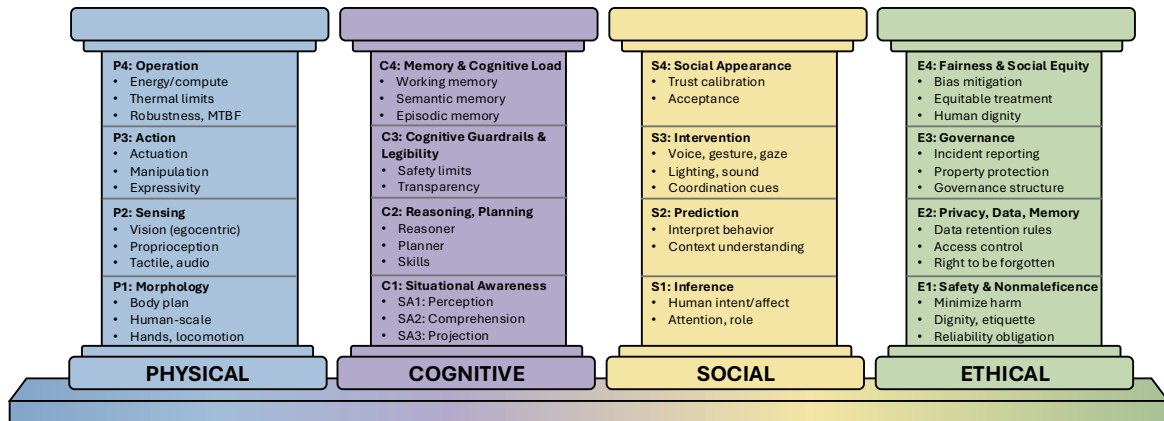 P4: Operation
• Energy/compute
• Thermal limits
• Robustness, MTBF
P3: Action
• Actuation
• Manipulation
• Expressivity
P2: Sensing
• Vision (egocentric)
• Proprioception
• Tactile, audio
P1: Morphology
• Body plan
• Human-scale
• Hands, locomotion
PHYSICAL
C4: Memory & Cognitive Load
• Working memory
• Semantic memory
• Episodic memory
C3: Cognitive Guardrails &
Legibility
• Safety limits
• Transparency
C2: Reasoning, Planning
• Reasoner
• Planner
• Skills
C1: Situational Awareness
• SA1: Perception
• SA2: Comprehension
• SA3: Projection
COGNITIVE
S4: Social Appearance
• Trust calibration
• Acceptance
S3: Intervention
• Voice, gesture, gaze
• Lighting, sound
• Coordination cues
S2: Prediction
• Interpret behavior
• Context understanding
S1: Inference
• Human intent/affect
• Attention, role
SOCIAL
E4: Fairness & Social Equity
• Bias mitigation
• Equitable treatment
• Human dignity
E3: Governance
• Incident reporting
• Property protection
• Governance structure
E2: Privacy, Data, Memory
• Data retention rules
• Access control
• Right to be forgotten
E1: Safety & Nonmaleficence
• Minimize harm
• Dignity, etiquette
• Reliability obligation
ETHICAL